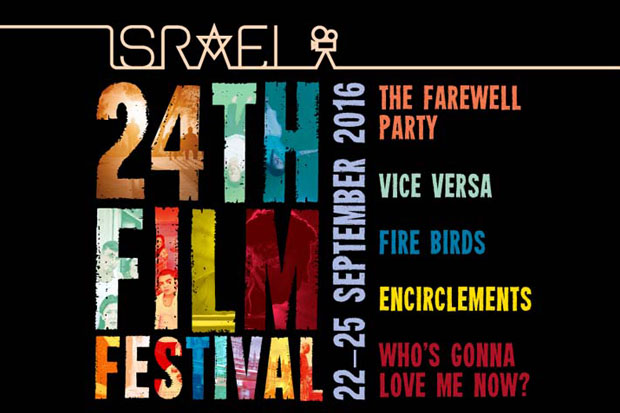 ISRAEL
24TH
FILM
FESTIVAL
22–25 SEPTEMBER 2016
THE FAREWELL
PARTY
VICE VERSA
FIRE BIRDS
ENCIRCLEMENTS
WHO'S GONNA
LOVE ME NOW?